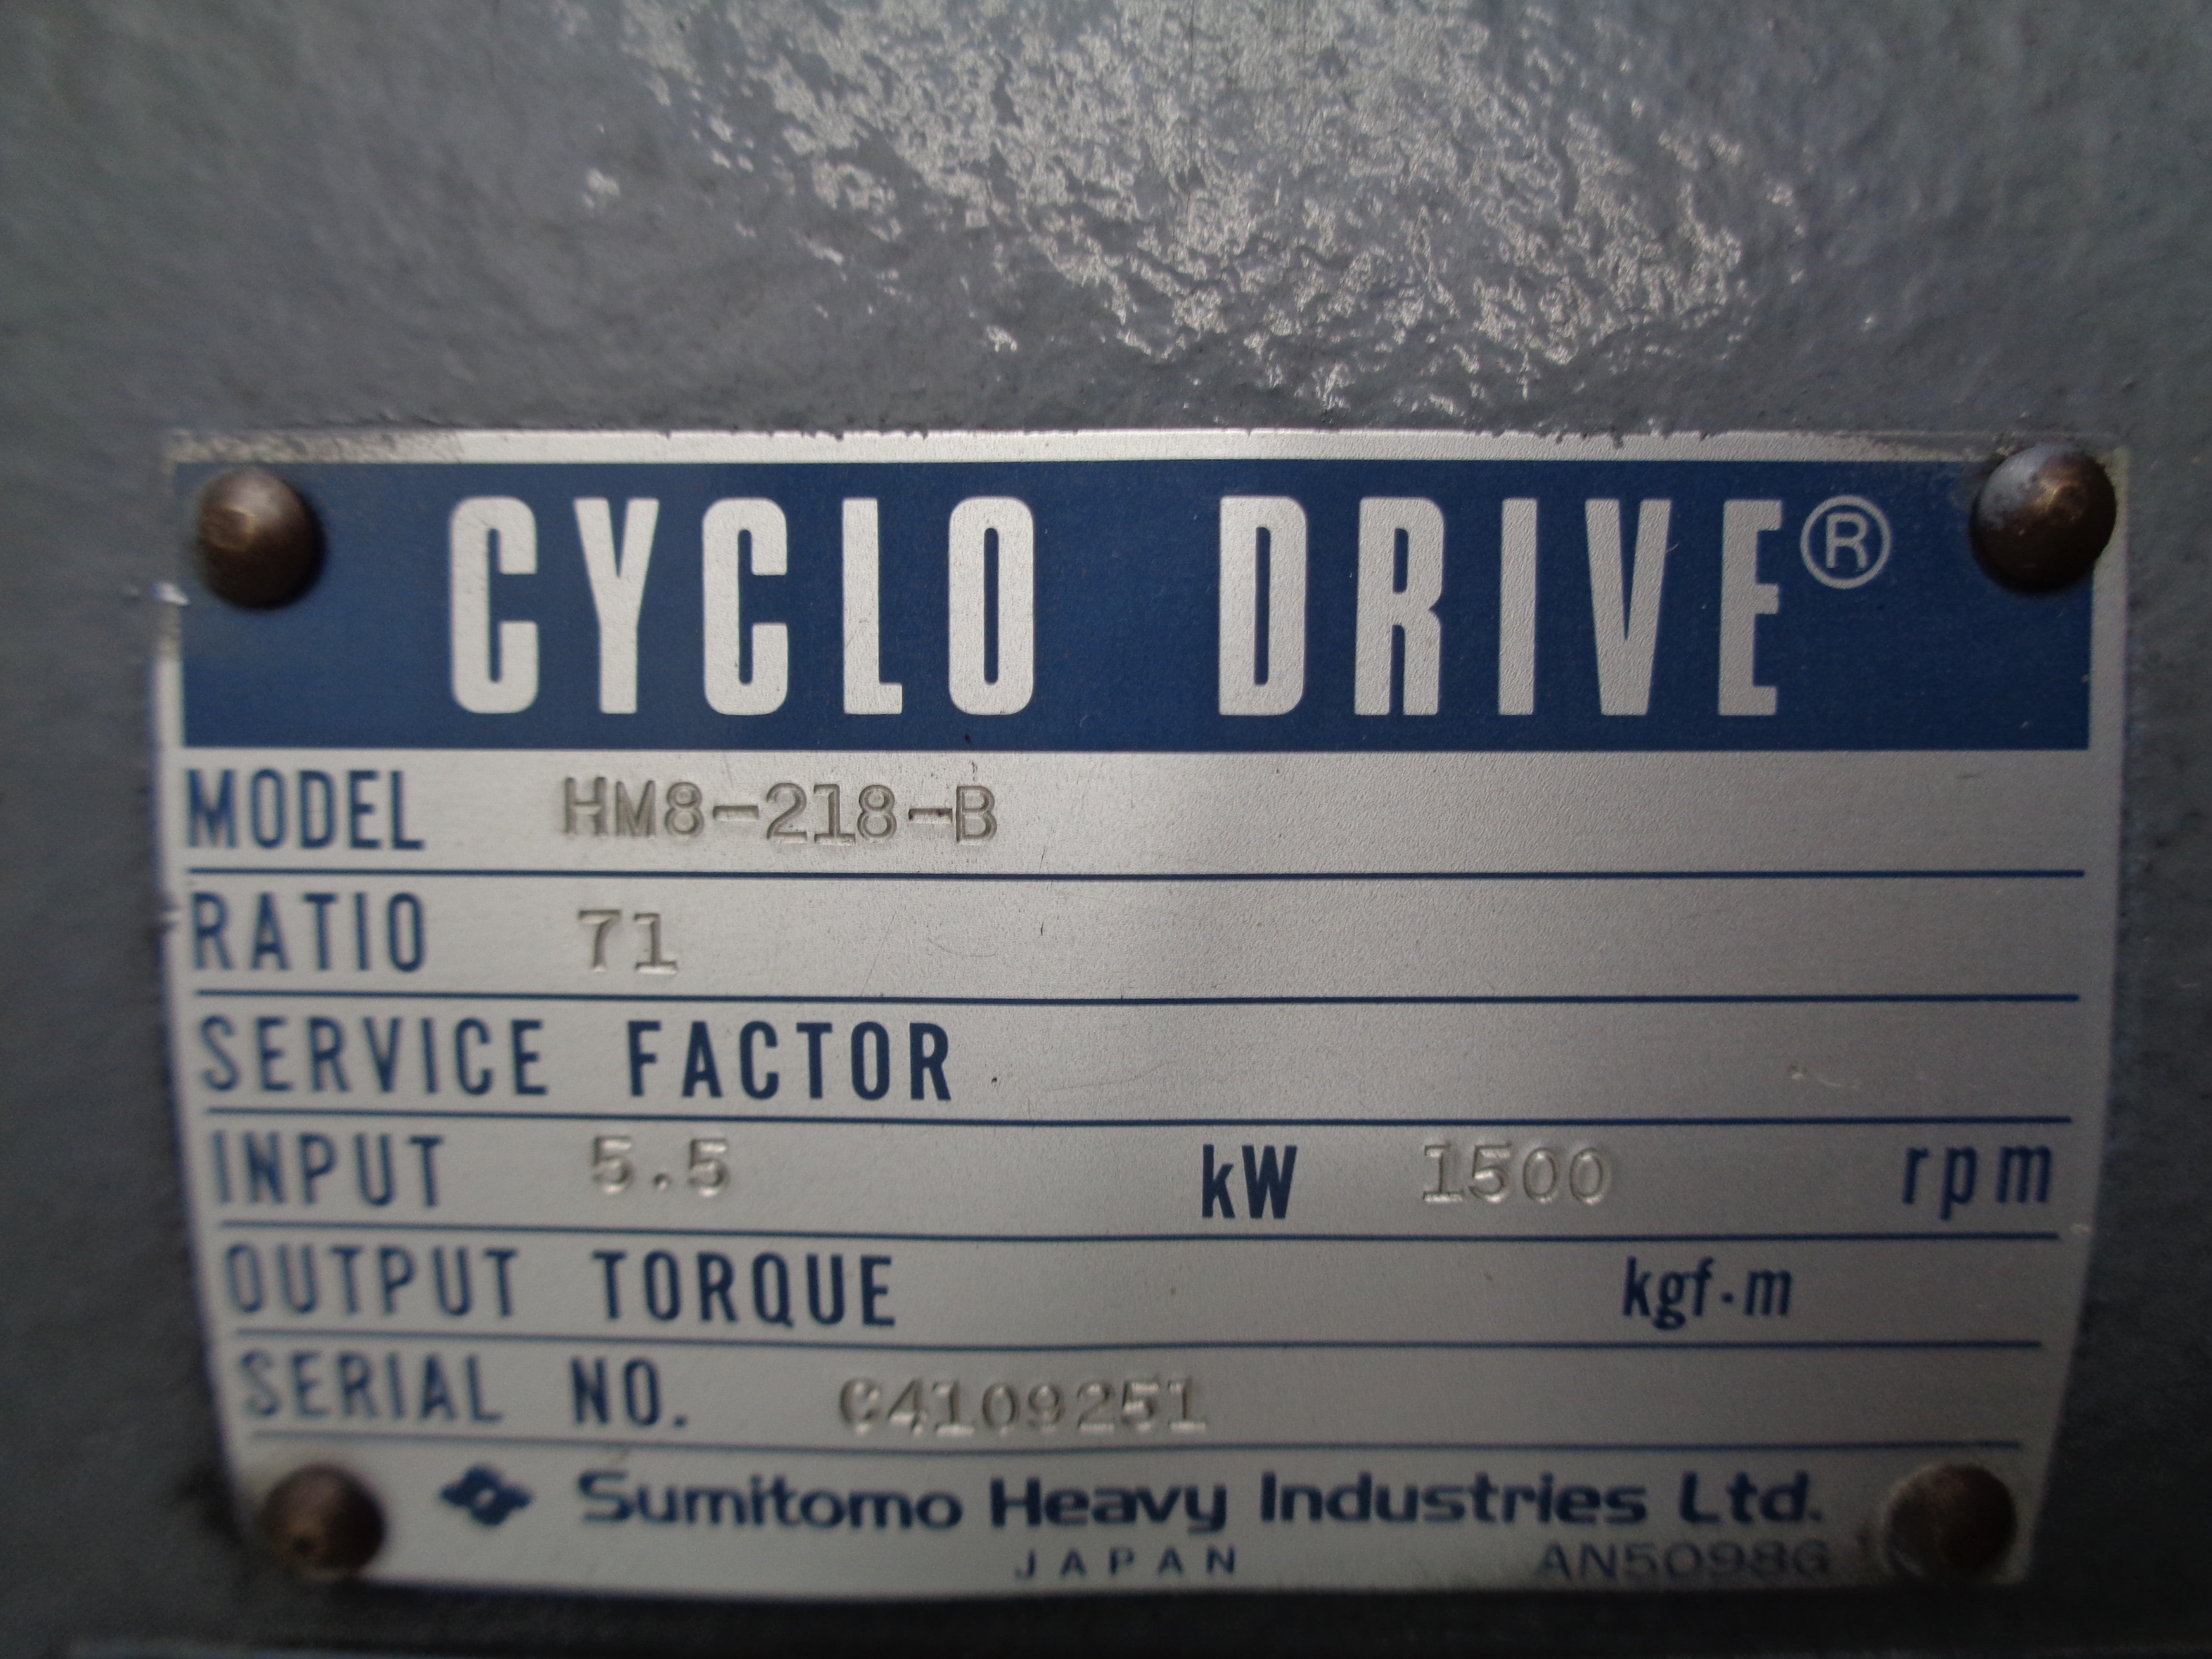 CYCLO DRIVE®
MODEL HM8-218-B
RATIO 71
SERVICE FACTOR
INPUT 5.5 kW 1500 rpm
OUTPUT TORQUE kgf·m
SERIAL NO. C4109251
Sumitomo Heavy Industries Ltd.
JAPAN AN5098G